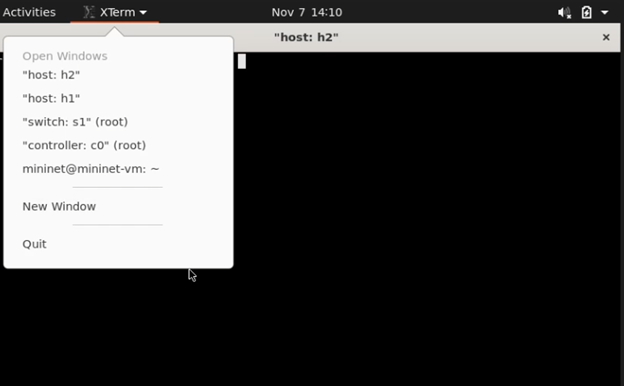 Activities
XTerm
Nov 7 14:10
"host: h2"
Open Windows
"host: h2"
"host: h1"
"switch: s1" (root)
"controller: c0" (root)
mininet@mininet-vm: ~
New Window
Quit